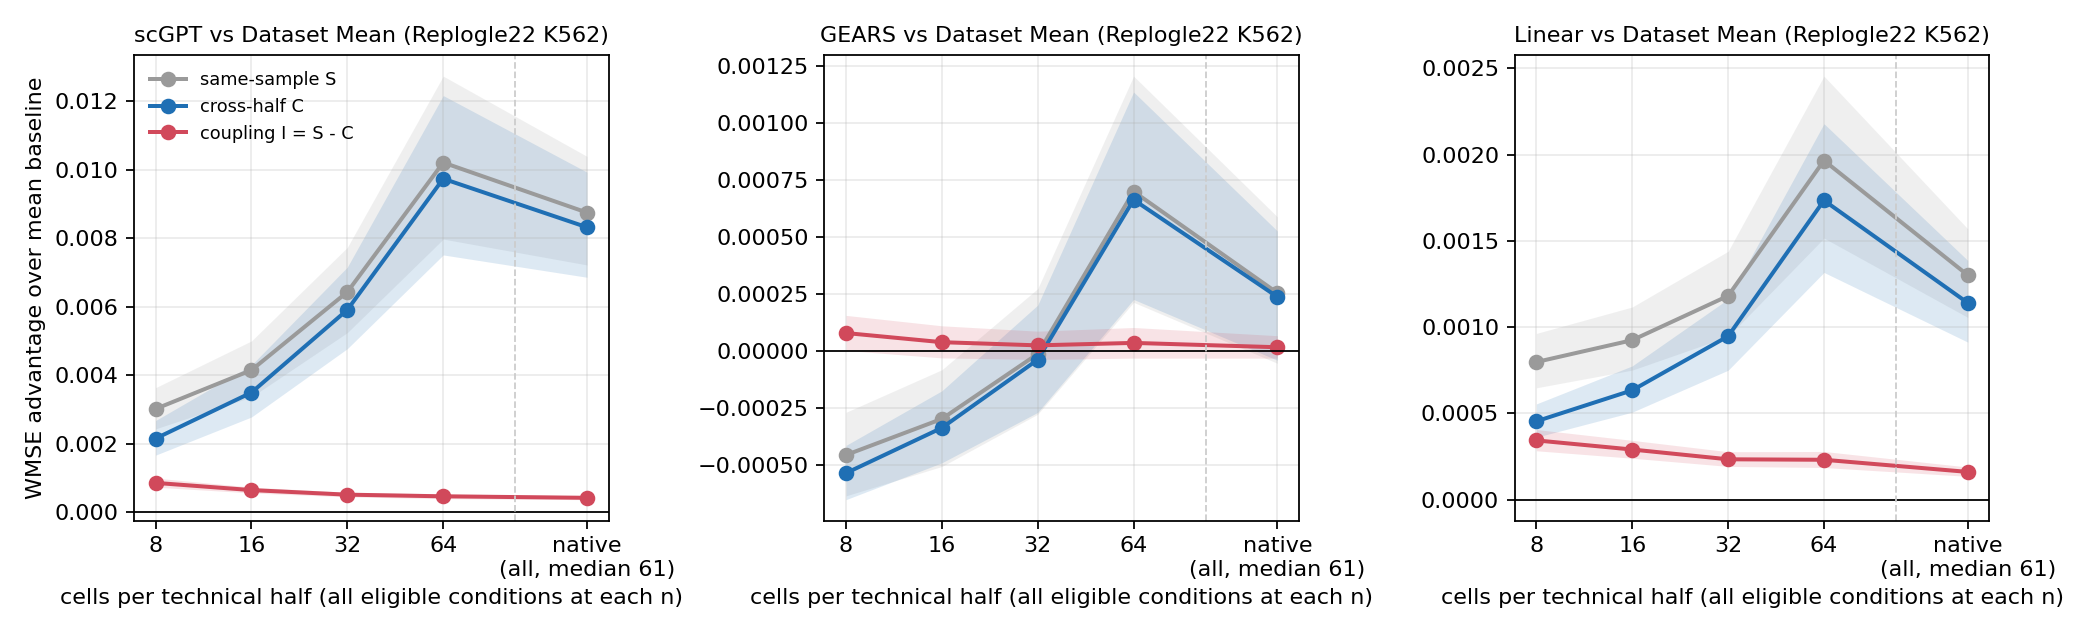 scGPT vs Dataset Mean (Replogle22 K562)
WMSE advantage over mean baseline
0.012
0.010
0.008
0.006
0.004
0.002
0.000
same-sample S
cross-half C
coupling I = S - C
8 16 32 64 native
(all, median 61)
cells per technical half (all eligible conditions at each n)
GEARS vs Dataset Mean (Replogle22 K562)
0.00125
0.00100
0.00075
0.00050
0.00025
0.00000
−0.00025
−0.00050
8 16 32 64 native
(all, median 61)
cells per technical half (all eligible conditions at each n)
Linear vs Dataset Mean (Replogle22 K562)
0.0025
0.0020
0.0015
0.0010
0.0005
0.0000
8 16 32 64 native
(all, median 61)
cells per technical half (all eligible conditions at each n)